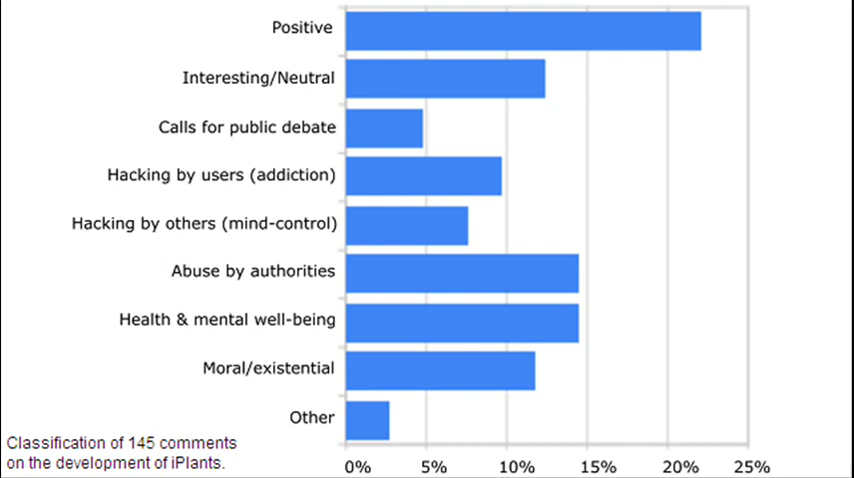 Positive
Interesting/Neutral
Calls for public debate
Hacking by users (addiction)
Hacking by others (mind-control)
Abuse by authorities
Health & mental well-being
Moral/existential
Other
Classification of 145 comments
on the development of iPlants.
0% 5% 10% 15% 20% 25%